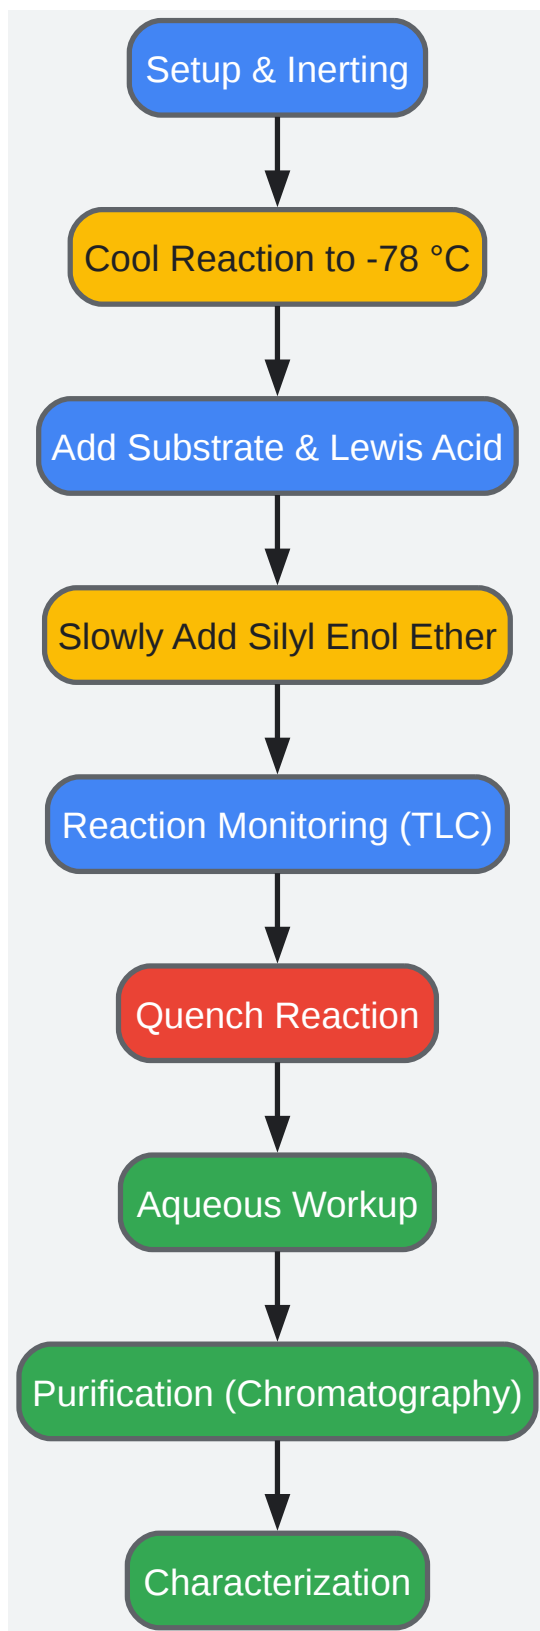 Setup & Inerting
Cool Reaction to -78 °C
Add Substrate & Lewis Acid
Slowly Add Silyl Enol Ether
Reaction Monitoring (TLC)
Quench Reaction
Aqueous Workup
Purification (Chromatography)
Characterization